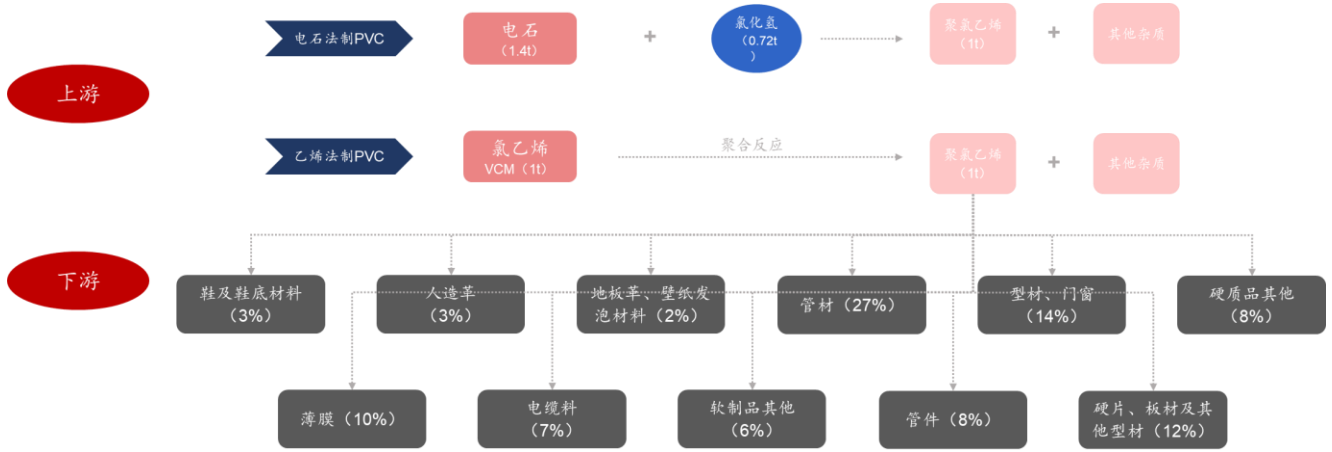 上游
电石法制PVC
电石
（1.4t）
+
氯化氢
（0.72t
）
聚氯乙烯
(1t)
+
其他杂质
乙烯法制PVC
氯乙烯
VCM（1t）
聚合反应
聚氯乙烯
(1t)
+
其他杂质
下游
鞋及鞋底材料
（3%）
人造革
（3%）
地板革、壁纸发
泡材料（2%）
管材（27%）
型材、门窗
（14%）
硬质品其他
（8%）
薄膜（10%）
电缆料
（7%）
软制品其他
（6%）
管件（8%）
硬片、板材及其
他型材（12%）